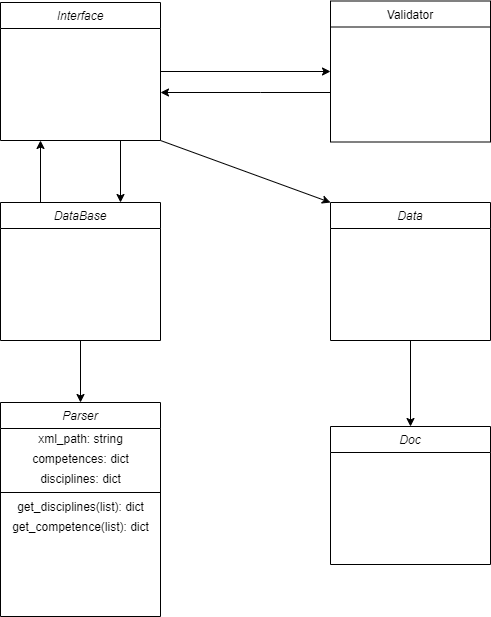 Interface
Validator
DataBase
Data
Parser
xml_path: string
competences: dict
disciplines: dict
get_disciplines(list): dict
get_competence(list): dict
Doc